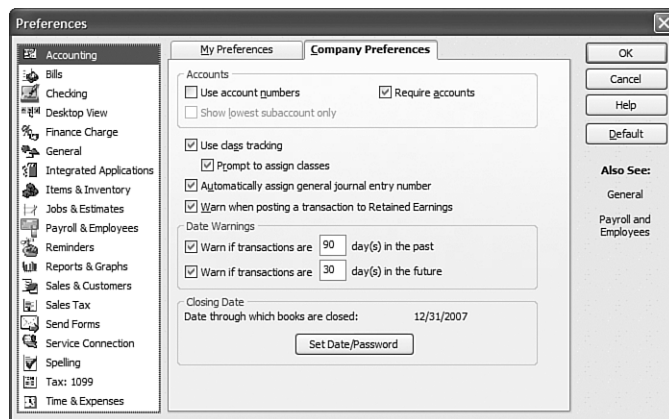 Preferences
Accounting
Bills
Checking
Desktop View
Finance Charge
General
Integrated Applications
Items & Inventory
Jobs & Estimates
Payroll & Employees
Reminders
Reports & Graphs
Sales & Customers
Sales Tax
Send Forms
Service Connection
Spelling
Tax: 1099
Time & Expenses
My Preferences Company Preferences
Accounts
Use account numbers Require accounts
Show lowest subaccount only
Use class tracking
Prompt to assign classes
Automatically assign general journal entry number
Warn when posting a transaction to Retained Earnings
Date Warnings
Warn if transactions are 90 day(s) in the past
Warn if transactions are 30 day(s) in the future
Closing Date
Date through which books are closed: 12/31/2007
Set Date/Password
OK
Cancel
Help
Default
Also See:
General
Payroll and
Employees